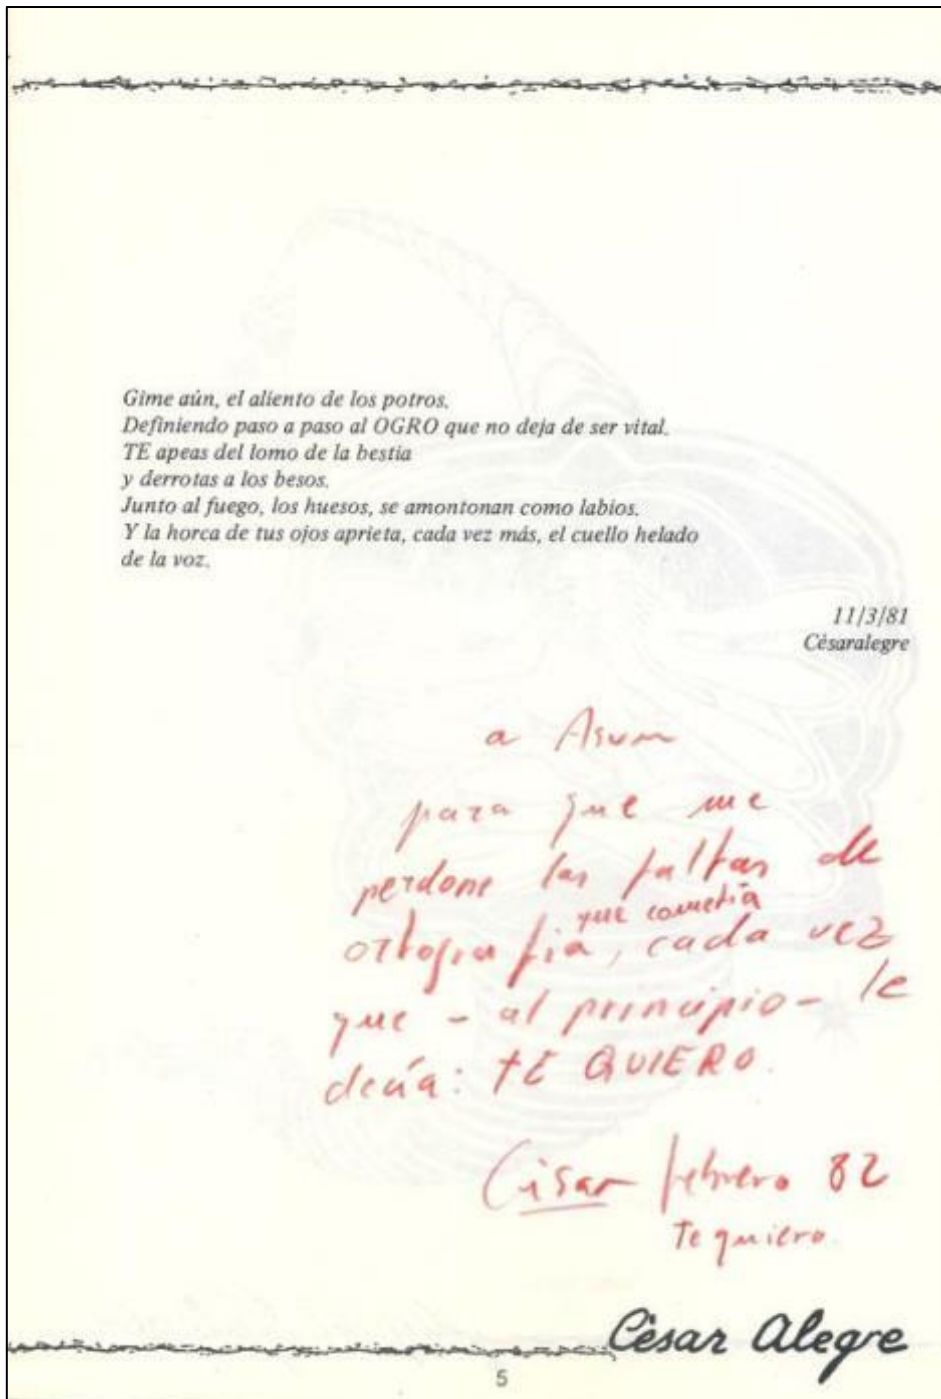 Gime aún, el aliento de los potros.
Definiendo paso a paso al OGRO que no deja de ser vital.
TE apeas del lomo de la bestia
y derrotas a los besos.
Junto al fuego, los huesos, se amontonan como labios.
Y la horca de tus ojos aprieta, cada vez más, el cuello helado
de la voz.
11/3/81
Césaralegre
a Asum
para que me
perdone las faltas de
que cometía
ortografía, cada vez
que - al principio - le
decía: TE QUIERO.
César febrero 82
Te quiero.
César Alegre
5